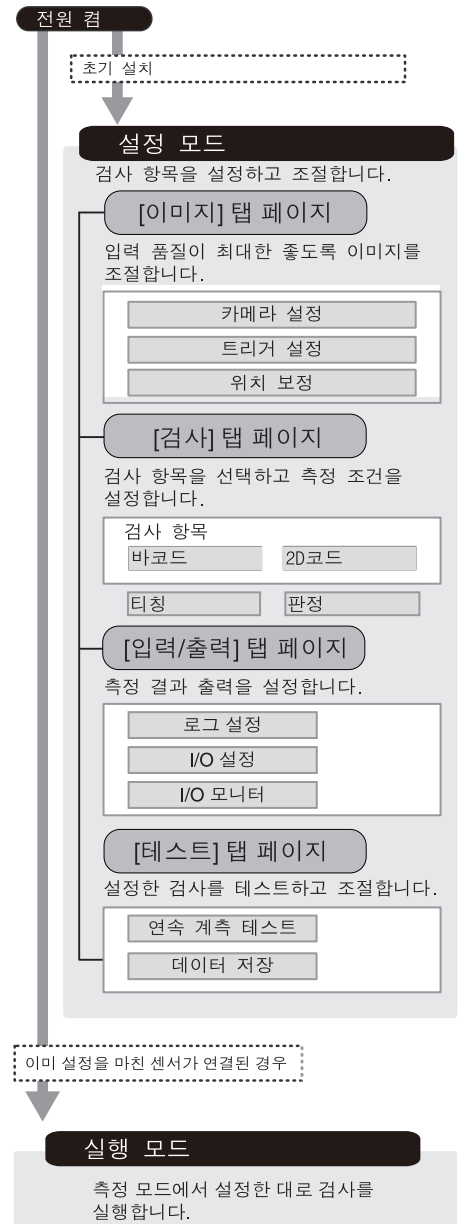 전원 켬
초기 설치
설정 모드
검사 항목을 설정하고 조절합니다.
[이미지] 탭 페이지
입력 품질이 최대한 좋도록 이미지를
조절합니다.
카메라 설정
트리거 설정
위치 보정
[검사] 탭 페이지
검사 항목을 선택하고 측정 조건을
설정합니다.
검사 항목
바코드 2D코드
티칭 판정
[입력/출력] 탭 페이지
측정 결과 출력을 설정합니다.
로그 설정
I/O 설정
I/O 모니터
[테스트] 탭 페이지
설정한 검사를 테스트하고 조절합니다.
연속 계측 테스트
데이터 저장
이미 설정을 마친 센서가 연결된 경우
실행 모드
측정 모드에서 설정한 대로 검사를
실행합니다.